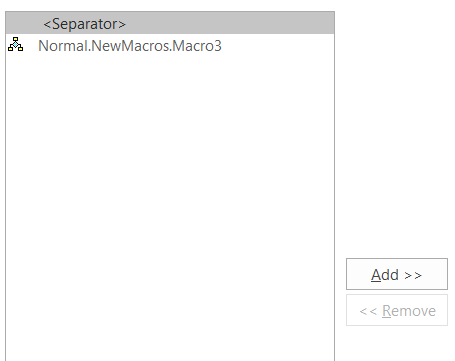 <Separator>
Normal.NewMacros.Macro3
Add >>
<< Remove